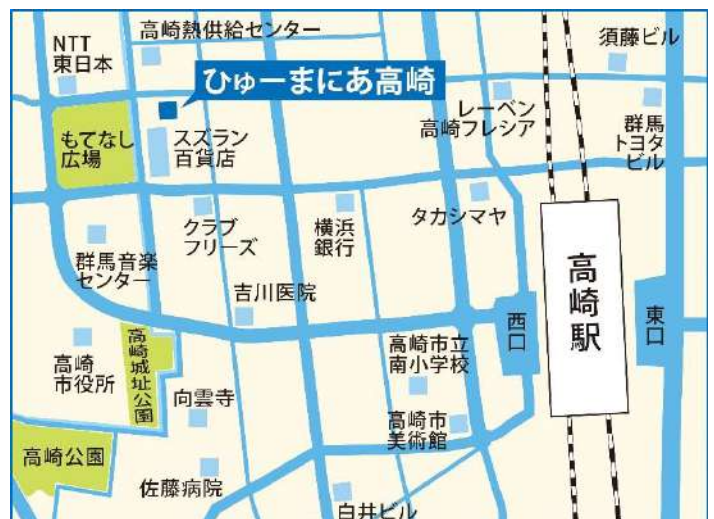 高崎熱供給センター
NTT
東日本
須藤ビル
ひゅーまにあ高崎
レーベン
高崎フレシア
群馬
トヨタ
ビル
もてなし
広場
スズラン
百貨店
クラブ
フリーズ
横浜
銀行
タカシマヤ
群馬音楽
センター
吉川医院
高崎駅
西口
東口
高崎
市役所
高崎城址公園
高崎市立
南小学校
向雲寺
高崎市
美術館
高崎公園
佐藤病院
白井ビル